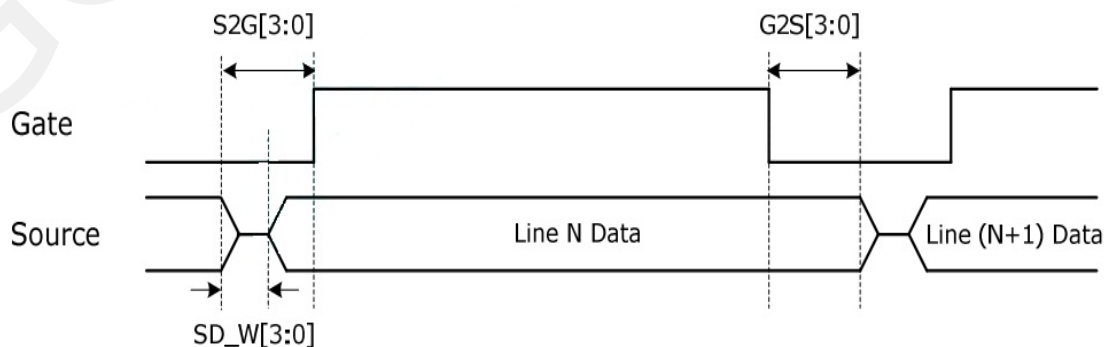 S2G[3:0] G2S[3:0]
Gate
Source Line N Data Line (N+1) Data
SD_W[3:0]